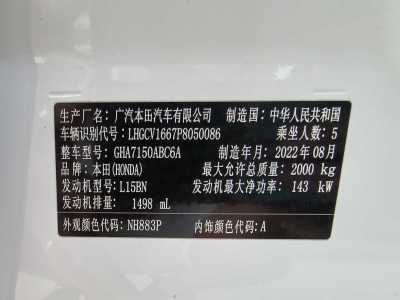 生产厂名：广汽本田汽车有限公司 制造国：中华人民共和国
车辆识别代号：LHGCV1667P8050086 乘坐人数：5
整车型号：GHA7150ABC6A 制造年月：2022年08月
品牌：本田(HONDA) 最大允许总质量：2000 kg
发动机型号：L15BN 发动机最大净功率：143 kW
发动机排量：1498 mL
外观颜色代码：NH883P 内饰颜色代码：A